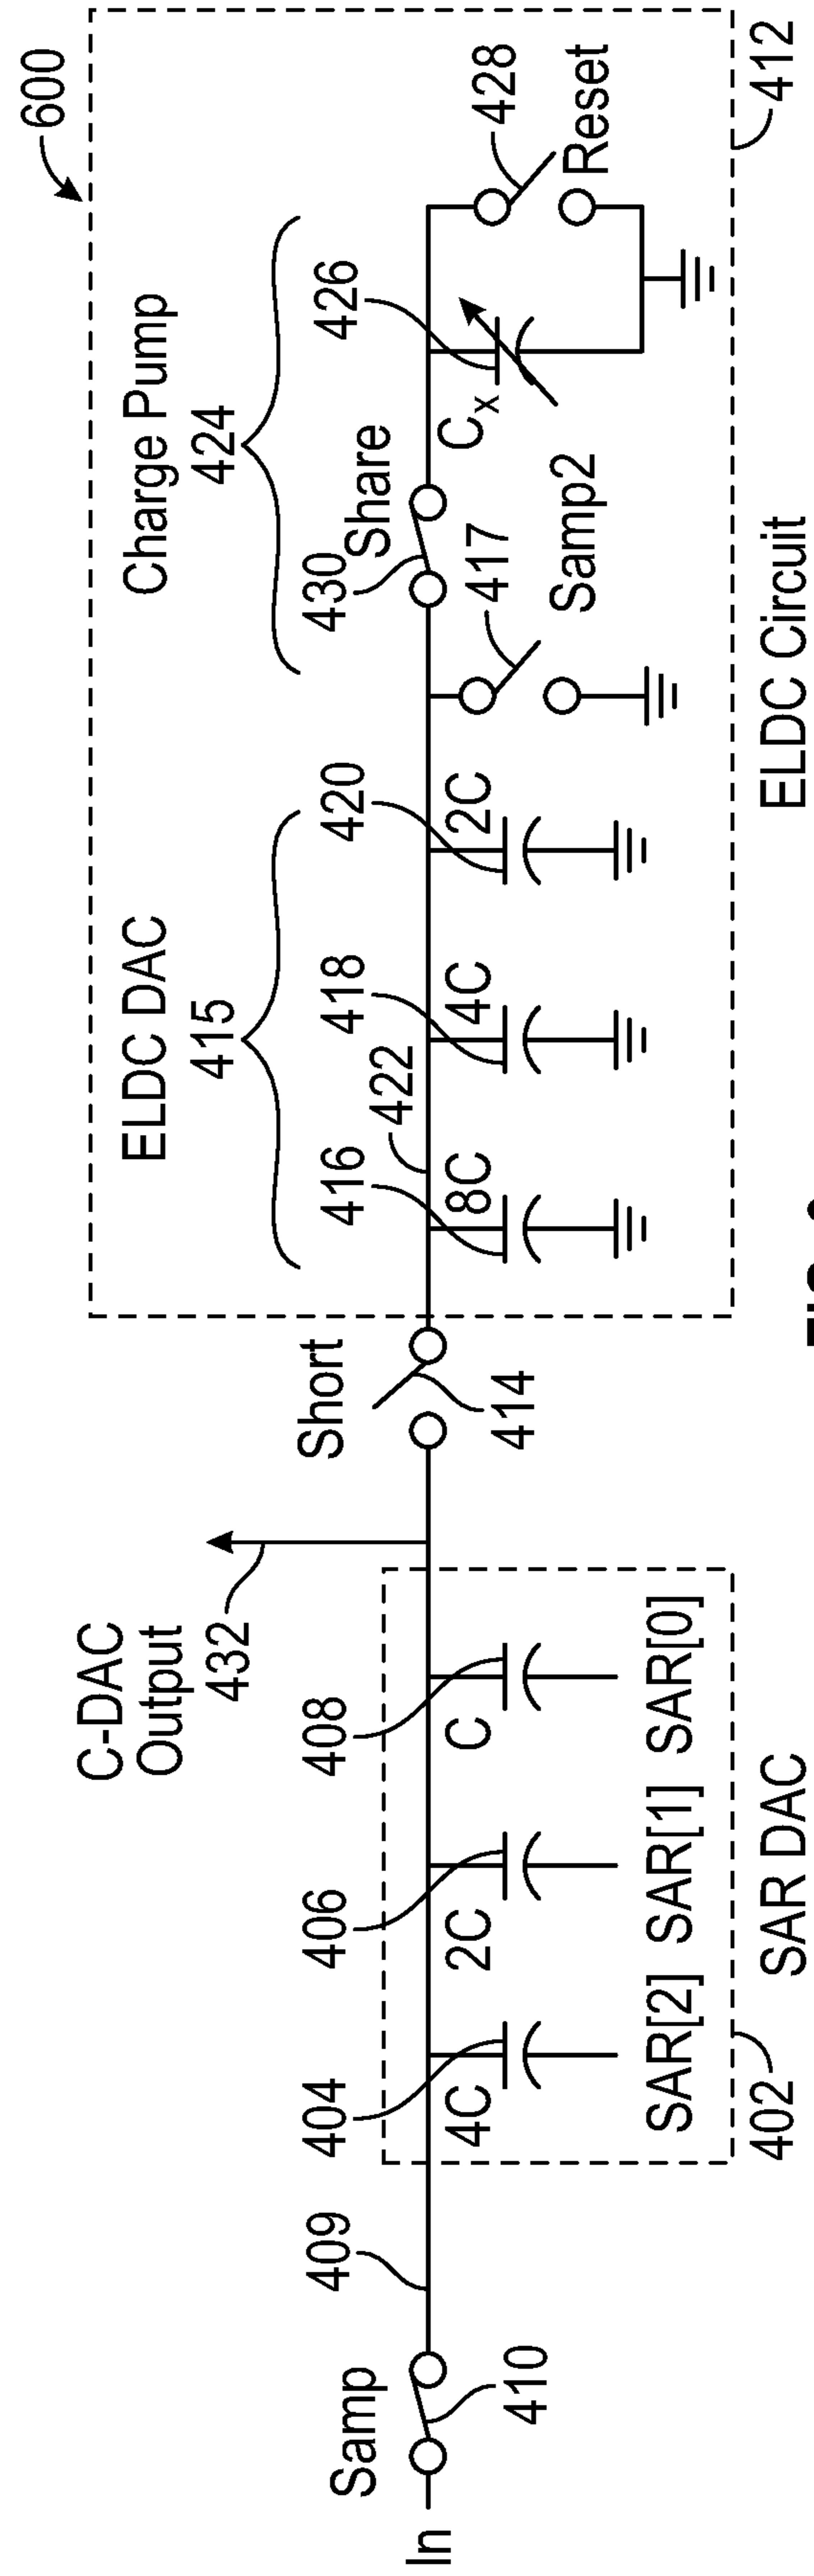 600
Charge Pump
424
ELDC DAC
415
C-DAC
Output
432
Samp
410
In
409
404
406
408
4C
2C
C
SAR[2]
SAR[1]
SAR[0]
402
SAR DAC
Short
414
416
422
418
420
8C
4C
2C
430
Share
417
Samp2
426
Cx
428
Reset
412
ELDC Circuit